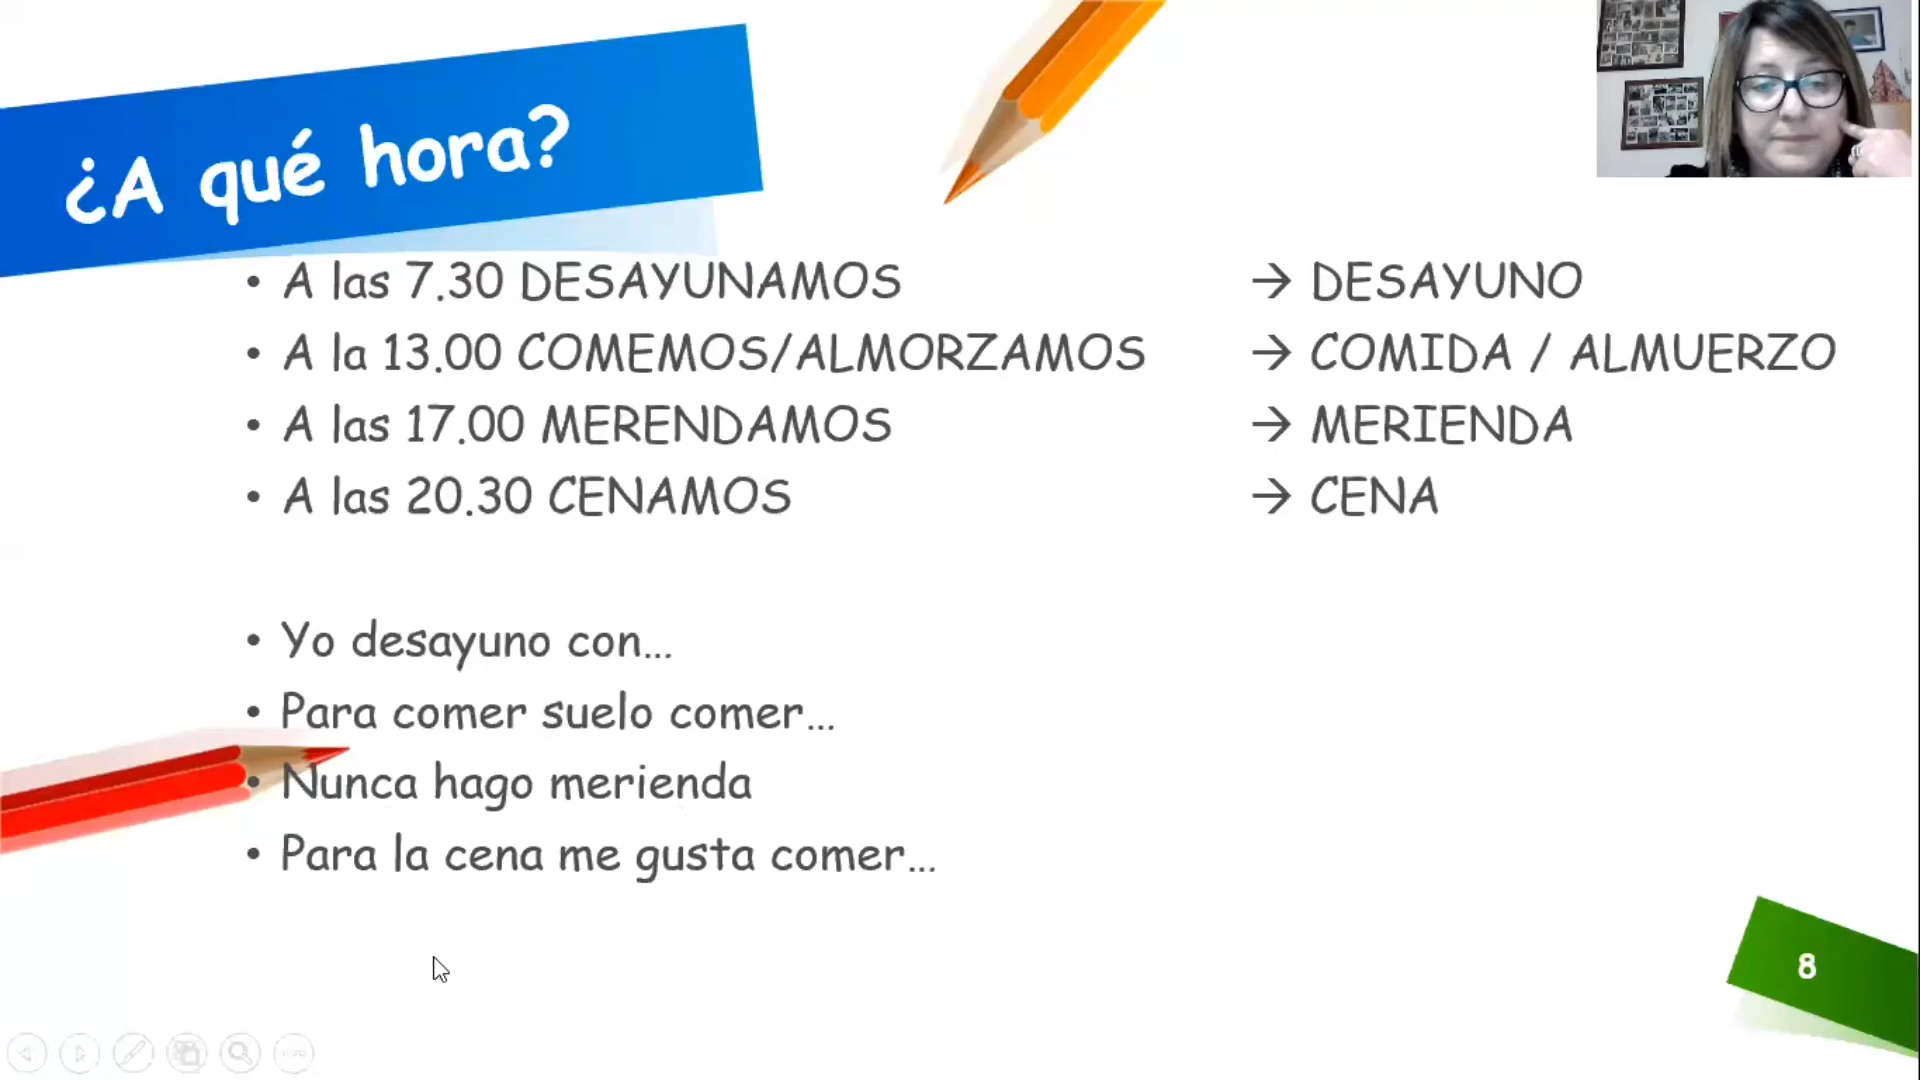 ¿A qué hora?
• A las 7.30 DESAYUNAMOS → DESAYUNO
• A la 13.00 COMEMOS/ALMORZAMOS → COMIDA / ALMUERZO
• A las 17.00 MERENDAMOS → MERIENDA
• A las 20.30 CENAMOS → CENA
• Yo desayuno con...
• Para comer suelo comer...
• Nunca hago merienda
• Para la cena me gusta comer...
8